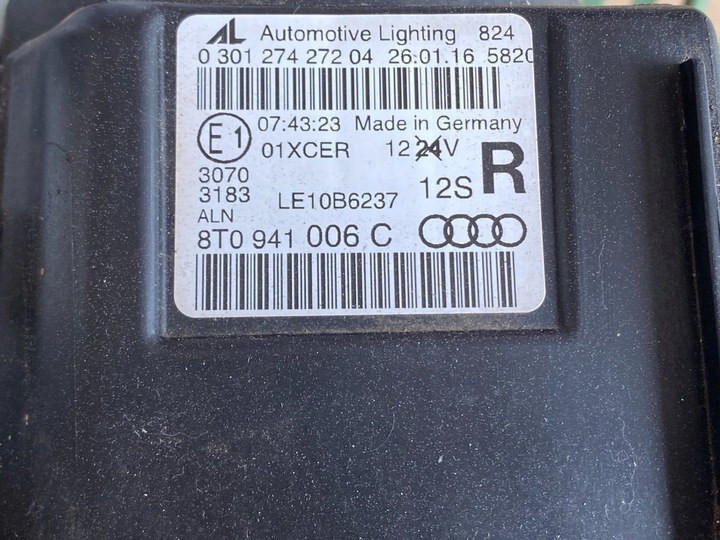 AL Automotive Lighting 824
0 301 274 272 04 26.01.16 5820
E1 07:43:23 Made in Germany
01XCER 12 24V R
3070
3183 LE10B6237 12S
ALN
8T0 941 006 C